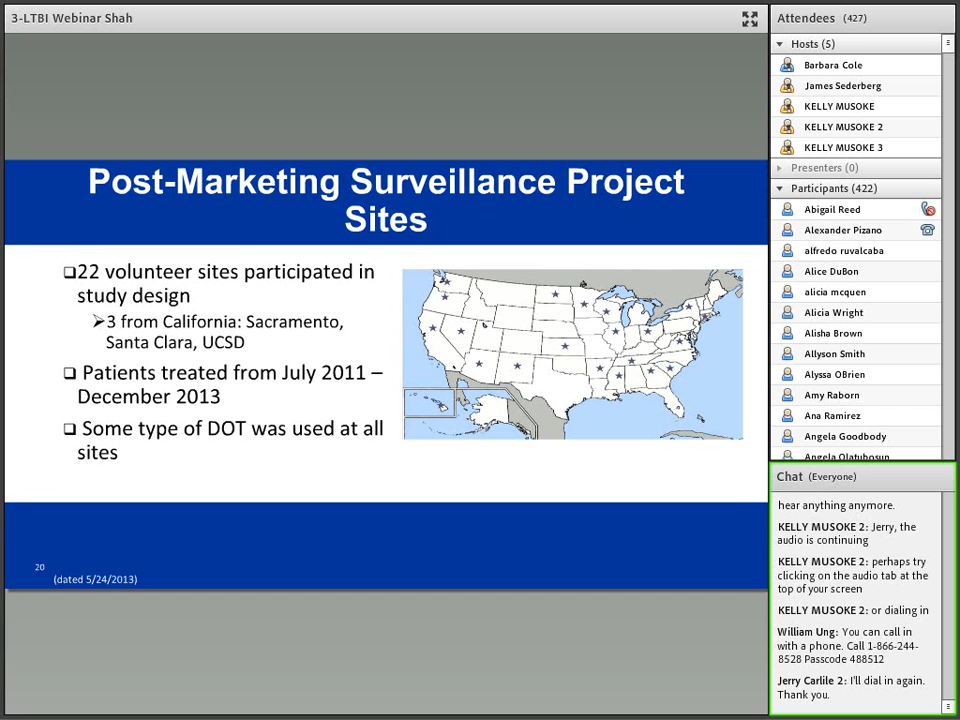 3-LTBI Webinar Shah
Post-Marketing Surveillance Project
Sites
22 volunteer sites participated in
study design
3 from California: Sacramento,
Santa Clara, UCSD
Patients treated from July 2011 –
December 2013
Some type of DOT was used at all
sites
20
(dated 5/24/2013)
Attendees (427)
Hosts (5)
Barbara Cole
James Sederberg
KELLY MUSOKE
KELLY MUSOKE 2
KELLY MUSOKE 3
Presenters (0)
Participants (422)
Abigail Reed
Alexander Pizano
alfredo ruvalcaba
Alice DuBon
alicia mcquen
Alicia Wright
Alisha Brown
Allyson Smith
Alyssa OBrien
Amy Raborn
Ana Ramirez
Angela Goodbody
Angela Olatubosun
Chat (Everyone)
hear anything anymore.
KELLY MUSOKE 2: Jerry, the
audio is continuing
KELLY MUSOKE 2: perhaps try
clicking on the audio tab at the
top of your screen
KELLY MUSOKE 2: or dialing in
William Ung: You can call in
with a phone. Call 1-866-244-
8528 Passcode 488512
Jerry Carlile 2: I'll dial in again.
Thank you.